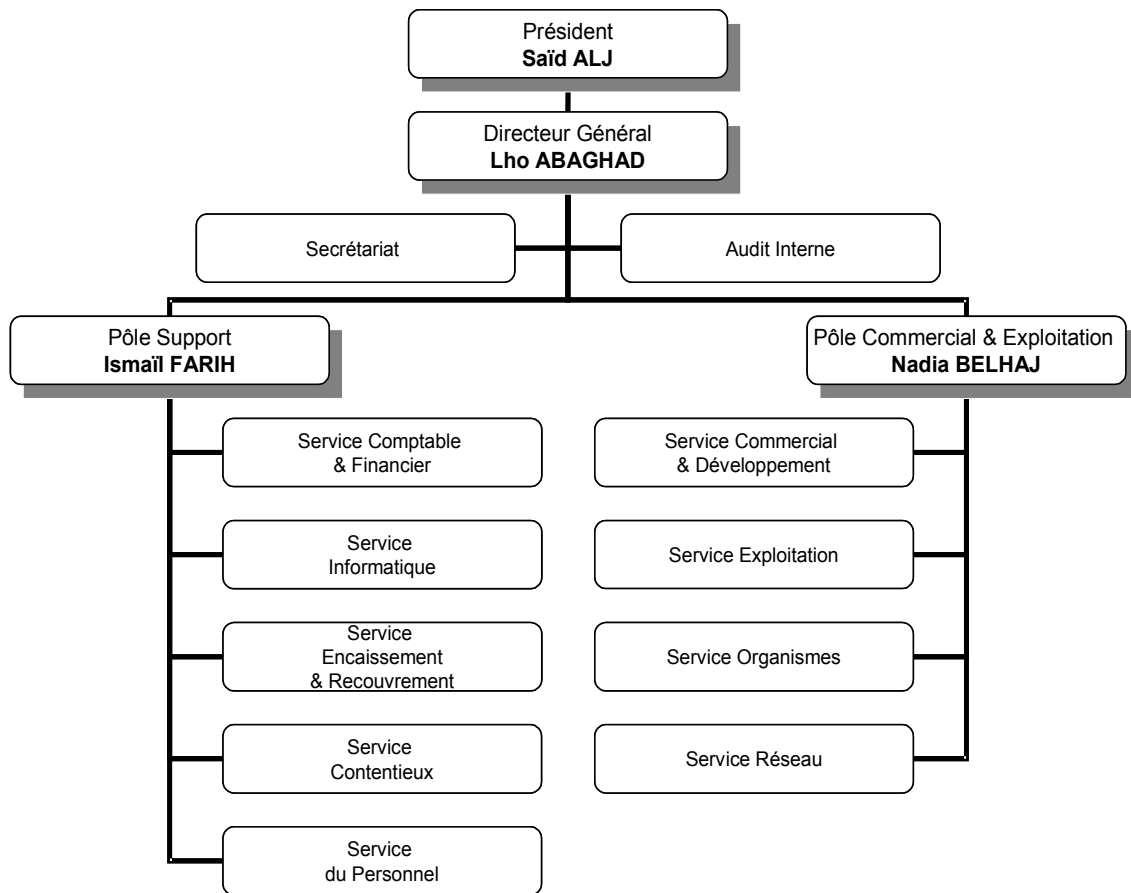 Président
Saïd ALJ
Directeur Général
Lho ABAGHAD
Secrétariat
Audit Interne
Pôle Support
Ismaïl FARIH
Pôle Commercial & Exploitation
Nadia BELHAJ
Service Comptable
& Financier
Service Commercial
& Développement
Service
Informatique
Service Exploitation
Service
Encaissement
& Recouvrement
Service Organismes
Service
Contentieux
Service Réseau
Service
du Personnel